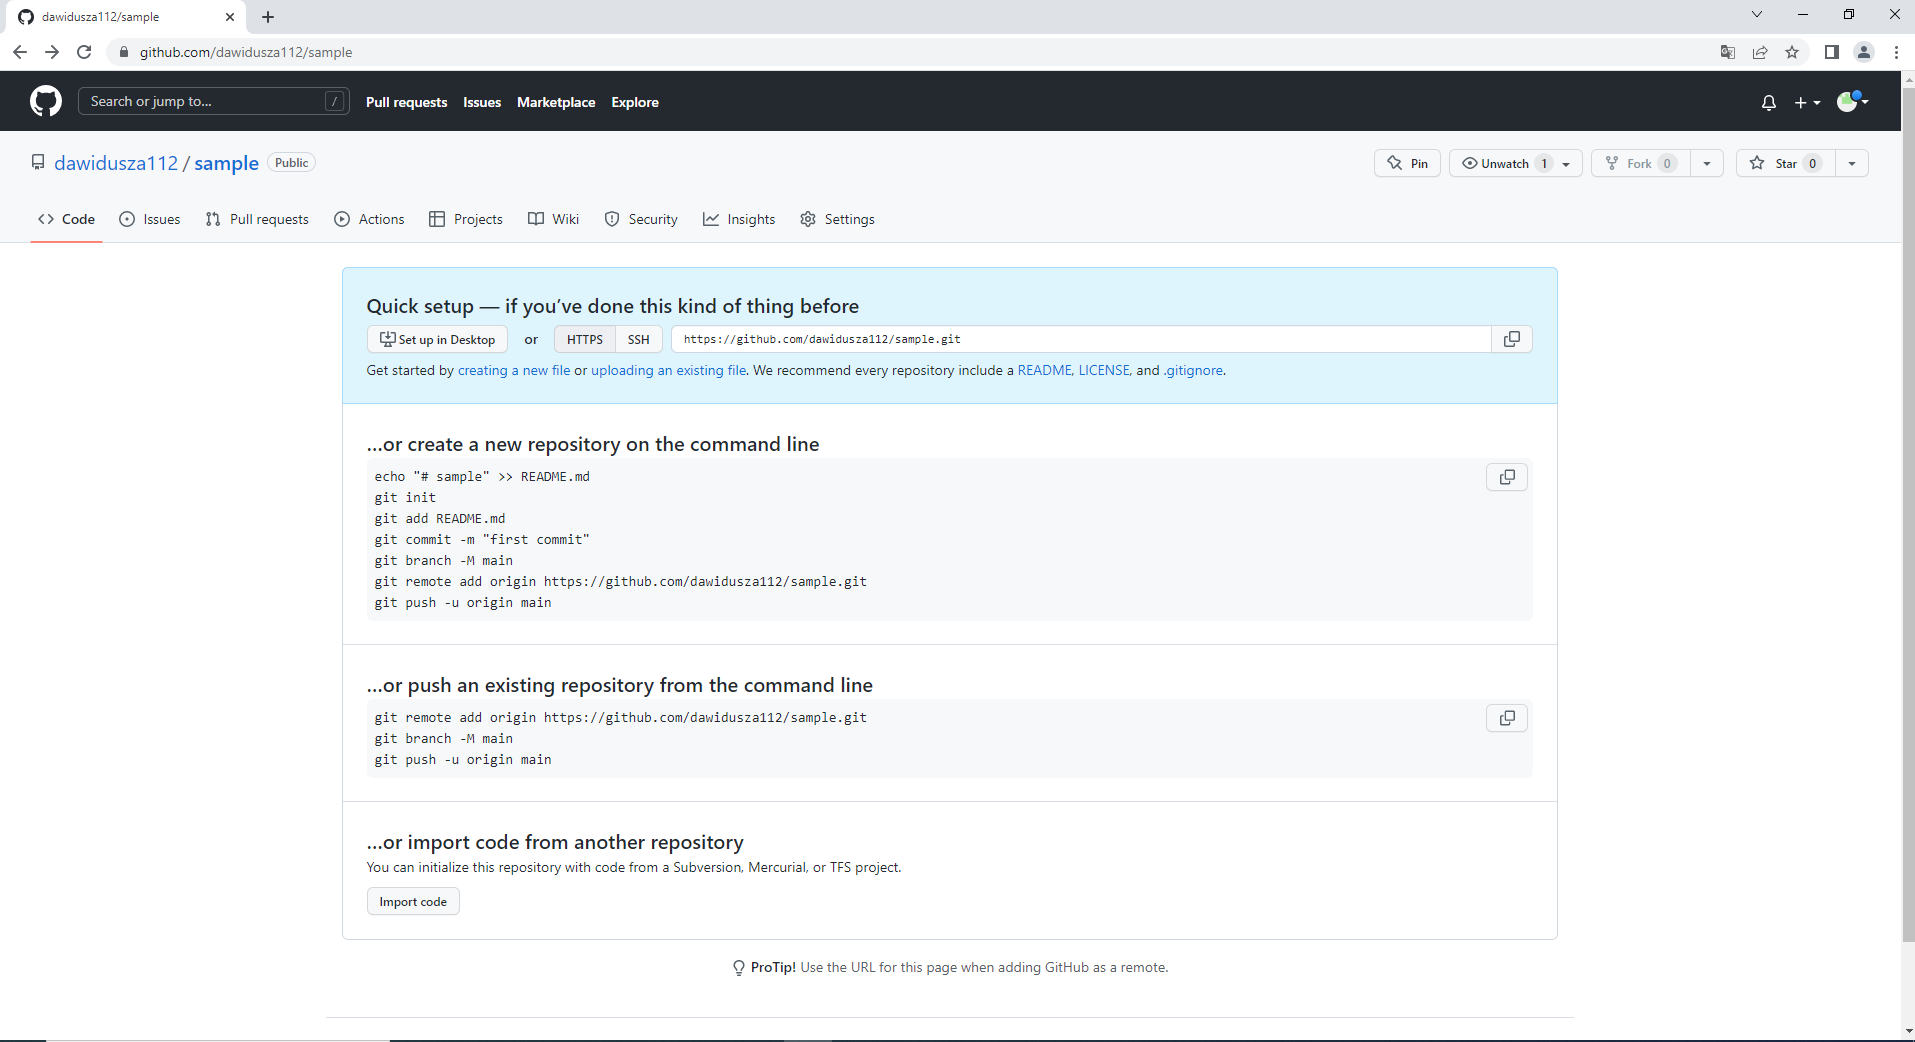 dawidusza112/sample
github.com/dawidusza112/sample
Search or jump to... / Pull requests Issues Marketplace Explore
dawidusza112 / sample Public Pin Unwatch 1 Fork 0 Star 0
Code Issues Pull requests Actions Projects Wiki Security Insights Settings
Quick setup — if you’ve done this kind of thing before
Set up in Desktop or HTTPS SSH https://github.com/dawidusza112/sample.git
Get started by creating a new file or uploading an existing file. We recommend every repository include a README, LICENSE, and .gitignore.
…or create a new repository on the command line
echo "# sample" >> README.md
git init
git add README.md
git commit -m "first commit"
git branch -M main
git remote add origin https://github.com/dawidusza112/sample.git
git push -u origin main
…or push an existing repository from the command line
git remote add origin https://github.com/dawidusza112/sample.git
git branch -M main
git push -u origin main
…or import code from another repository
You can initialize this repository with code from a Subversion, Mercurial, or TFS project.
Import code
ProTip! Use the URL for this page when adding GitHub as a remote.